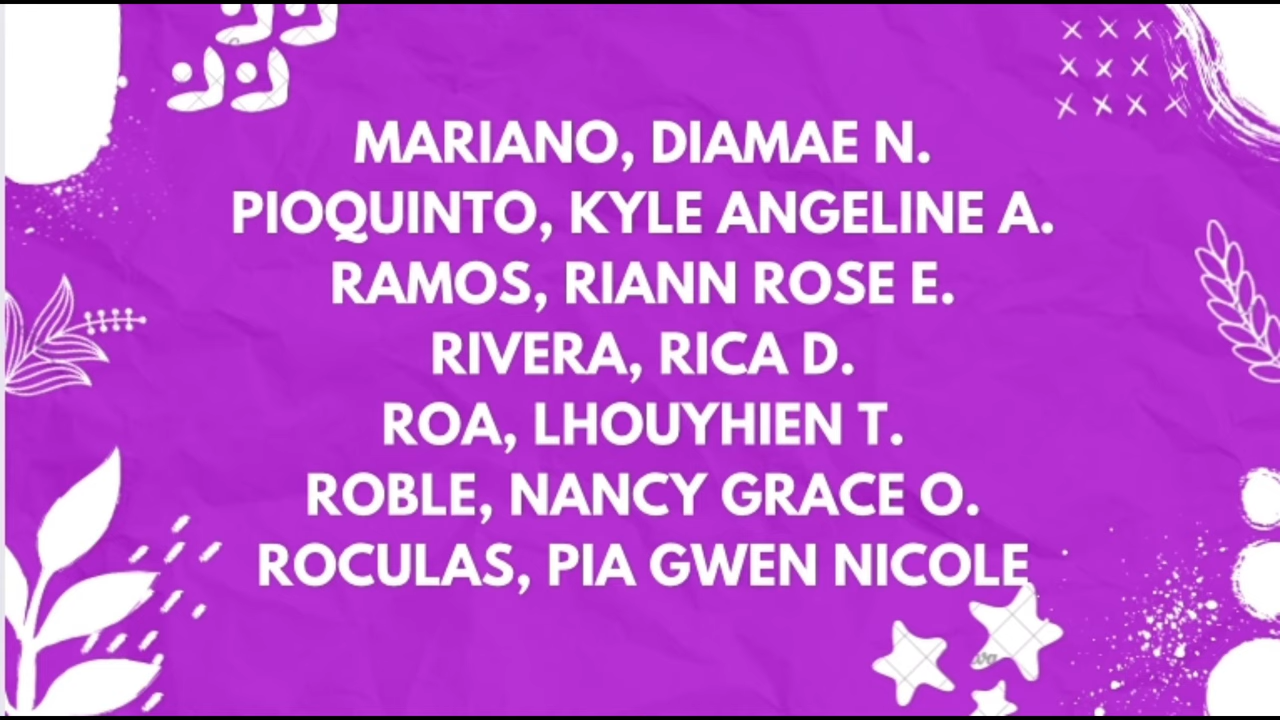 MARIANO, DIAMAE N.
PIOQUINTO, KYLE ANGELINE A.
RAMOS, RIANN ROSE E.
RIVERA, RICA D.
ROA, LHOUYHIEN T.
ROBLE, NANCY GRACE O.
ROCULAS, PIA GWEN NICOLE